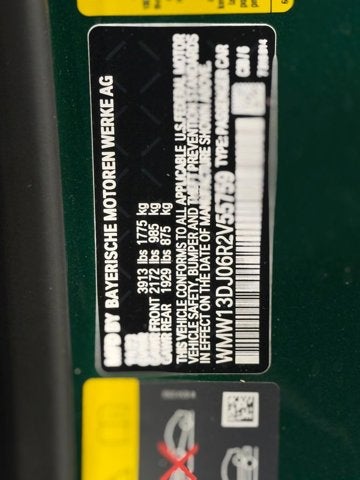 MFD BY BAYERISCHE MOTOREN WERKE AG
3913 lbs 1775 kg
FRONT 2172 lbs 985 kg
REAR 1929 lbs 875 kg
THIS VEHICLE CONFORMS TO ALL APPLICABLE U.S. FEDERAL MOTOR
VEHICLE SAFETY, BUMPER AND THEFT PREVENTION STANDARDS
IN EFFECT ON THE DATE OF MANUFACTURE SHOWN ABOVE.
WMW13DJ06R2V55759 TYPE: PASSENGER CAR